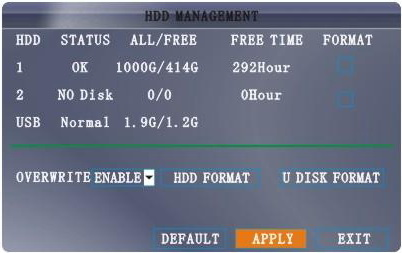 HDD MANAGEMENT
HDD STATUS ALL/FREE FREE TIME FORMAT
1 OK 1000G/414G 292Hour
2 NO Disk 0/0 0Hour
USB Normal 1.9G/1.2G
OVERWRITE ENABLE HDD FORMAT U DISK FORMAT
DEFAULT APPLY EXIT